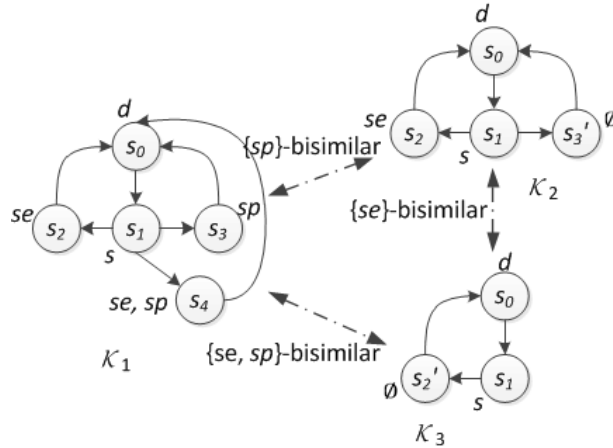 d
s₀
se
s₂
s₁
s₃
sp
s
s₄
se, sp
𝒦₁
{sp}-bisimilar
{se, sp}-bisimilar
{se}-bisimilar
d
s₀
se
s₂
s₁
s₃'
∅
s
𝒦₂
d
s₀
s₂'
s₁
∅
s
𝒦₃